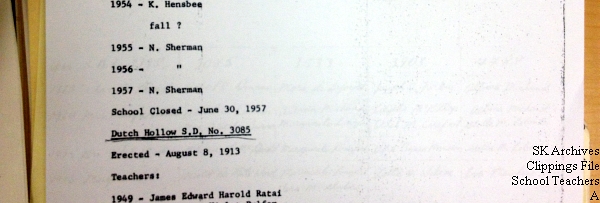 1954 - K. Hensbee
fall ?
1955 - N. Sherman
1956 - "
1957 - N. Sherman
School Closed - June 30, 1957
Dutch Hollow S.D. No. 3085
Erected - August 8, 1913
Teachers:
1949 - James Edward Harold Ratai
SK Archives
Clippings File
School Teachers
A